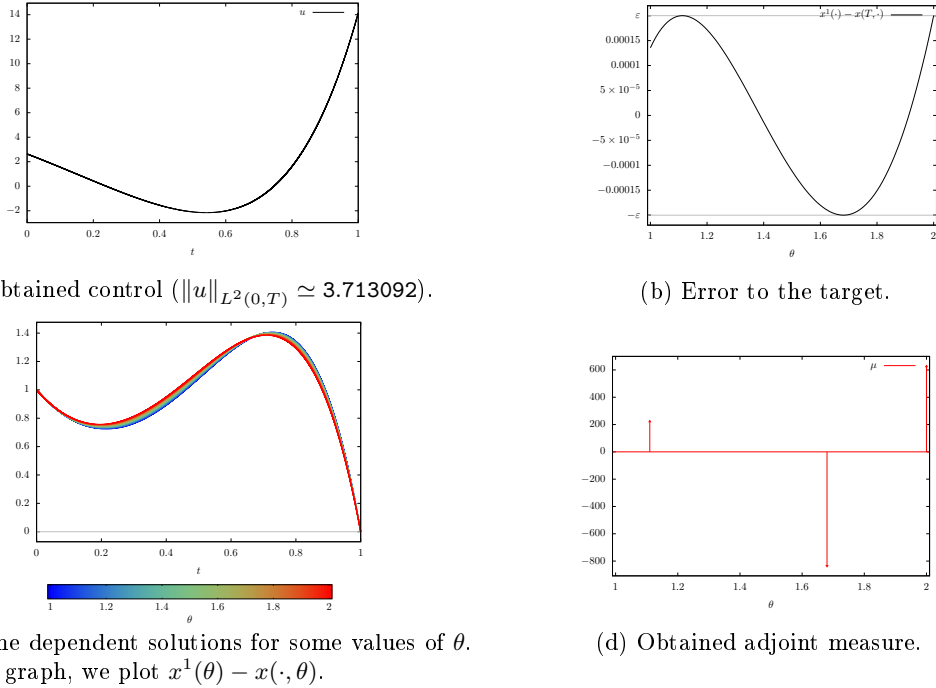 14
12
10
8
6
4
2
0
−2
u
0 0.2 0.4 0.6 0.8 1
t
btained control (‖u‖_{L²(0,T)} ≃ 3.713092).
ε
0.00015
0.0001
5 × 10⁻⁵
0
−5 × 10⁻⁵
−0.0001
−0.00015
−ε
x¹(·) − x(T,·)
1 1.2 1.4 1.6 1.8 2
θ
(b) Error to the target.
1.4
1.2
1
0.8
0.6
0.4
0.2
0
0 0.2 0.4 0.6 0.8 1
t
1 1.2 1.4 1.6 1.8 2
θ
ne dependent solutions for some values of θ.
graph, we plot x¹(θ) − x(·, θ).
600
400
200
0
−200
−400
−600
−800
μ
1 1.2 1.4 1.6 1.8 2
θ
(d) Obtained adjoint measure.